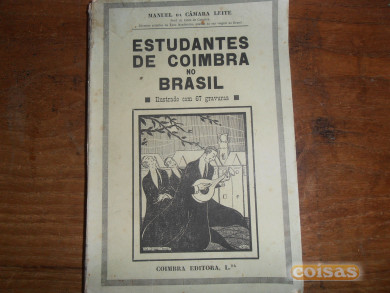 MANUEL DA CÂMARA LEITE
ESTUDANTES
DE COIMBRA
NO
BRASIL
Ilustrado com 67 gravuras
COIMBRA EDITORA, L.DA
coisas